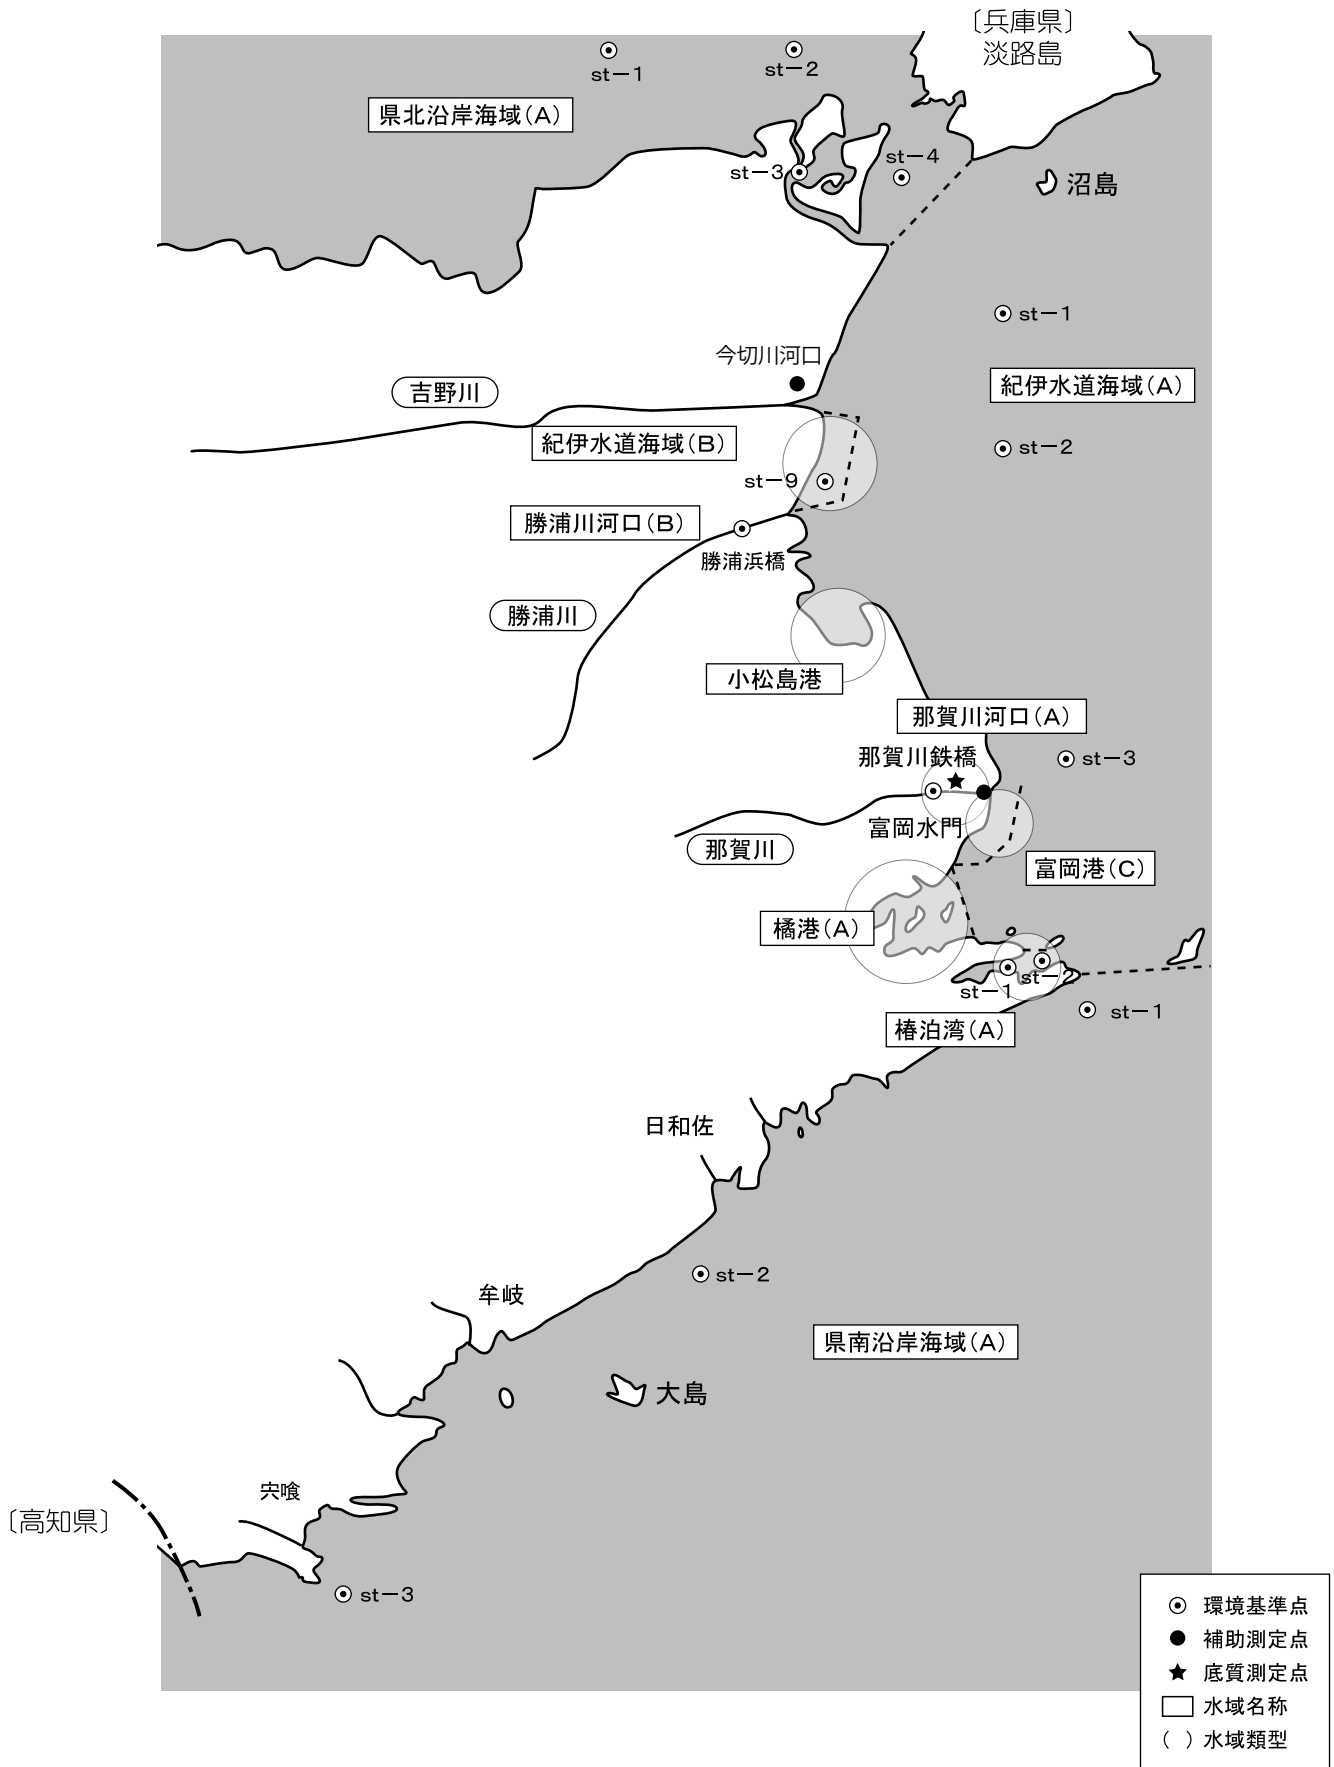 〔兵庫県〕
淡路島
st－1
st－2
県北沿岸海域(A)
st－3
st－4
沼島
st－1
今切川河口
吉野川
紀伊水道海域(A)
紀伊水道海域(B)
st－2
st－9
勝浦川河口(B)
勝浦浜橋
勝浦川
小松島港
那賀川河口(A)
那賀川鉄橋
st－3
富岡水門
那賀川
富岡港(C)
橘港(A)
st－1
st－2
st－1
椿泊湾(A)
日和佐
st－2
牟岐
県南沿岸海域(A)
大島
宍喰
〔高知県〕
st－3
環境基準点
補助測定点
底質測定点
水域名称
( ) 水域類型